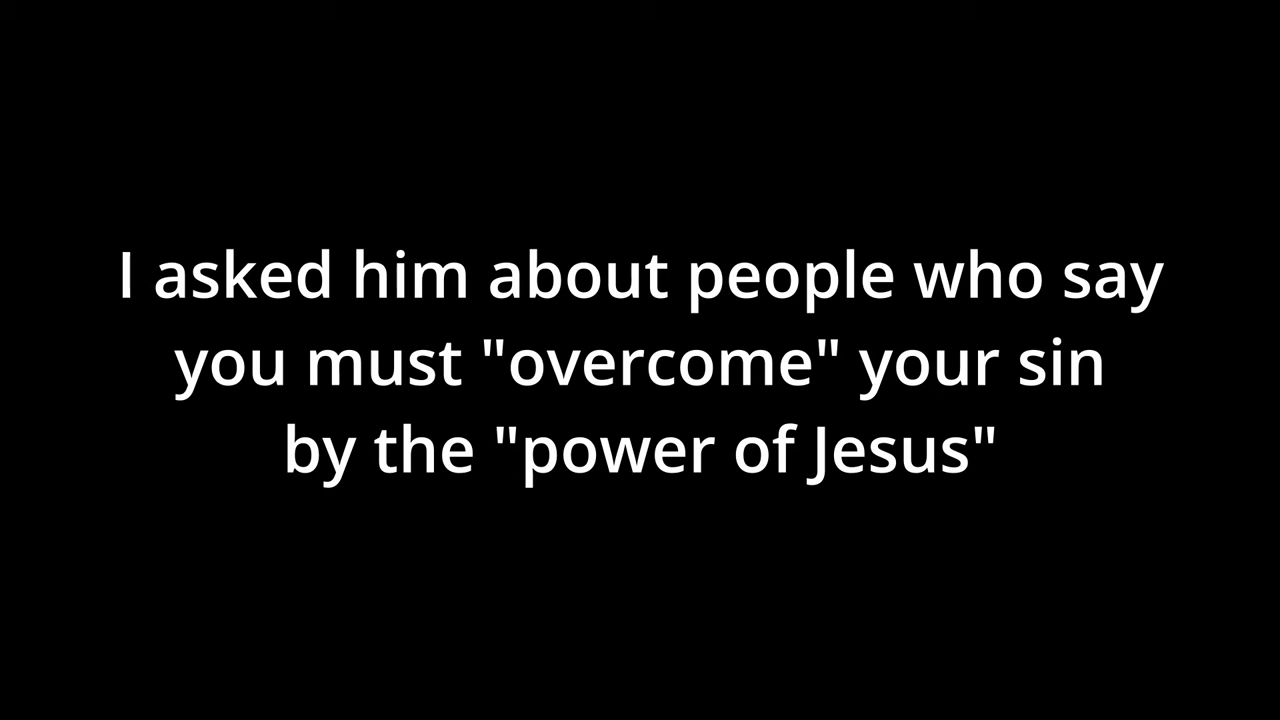 I asked him about people who say
you must "overcome" your sin
by the "power of Jesus"